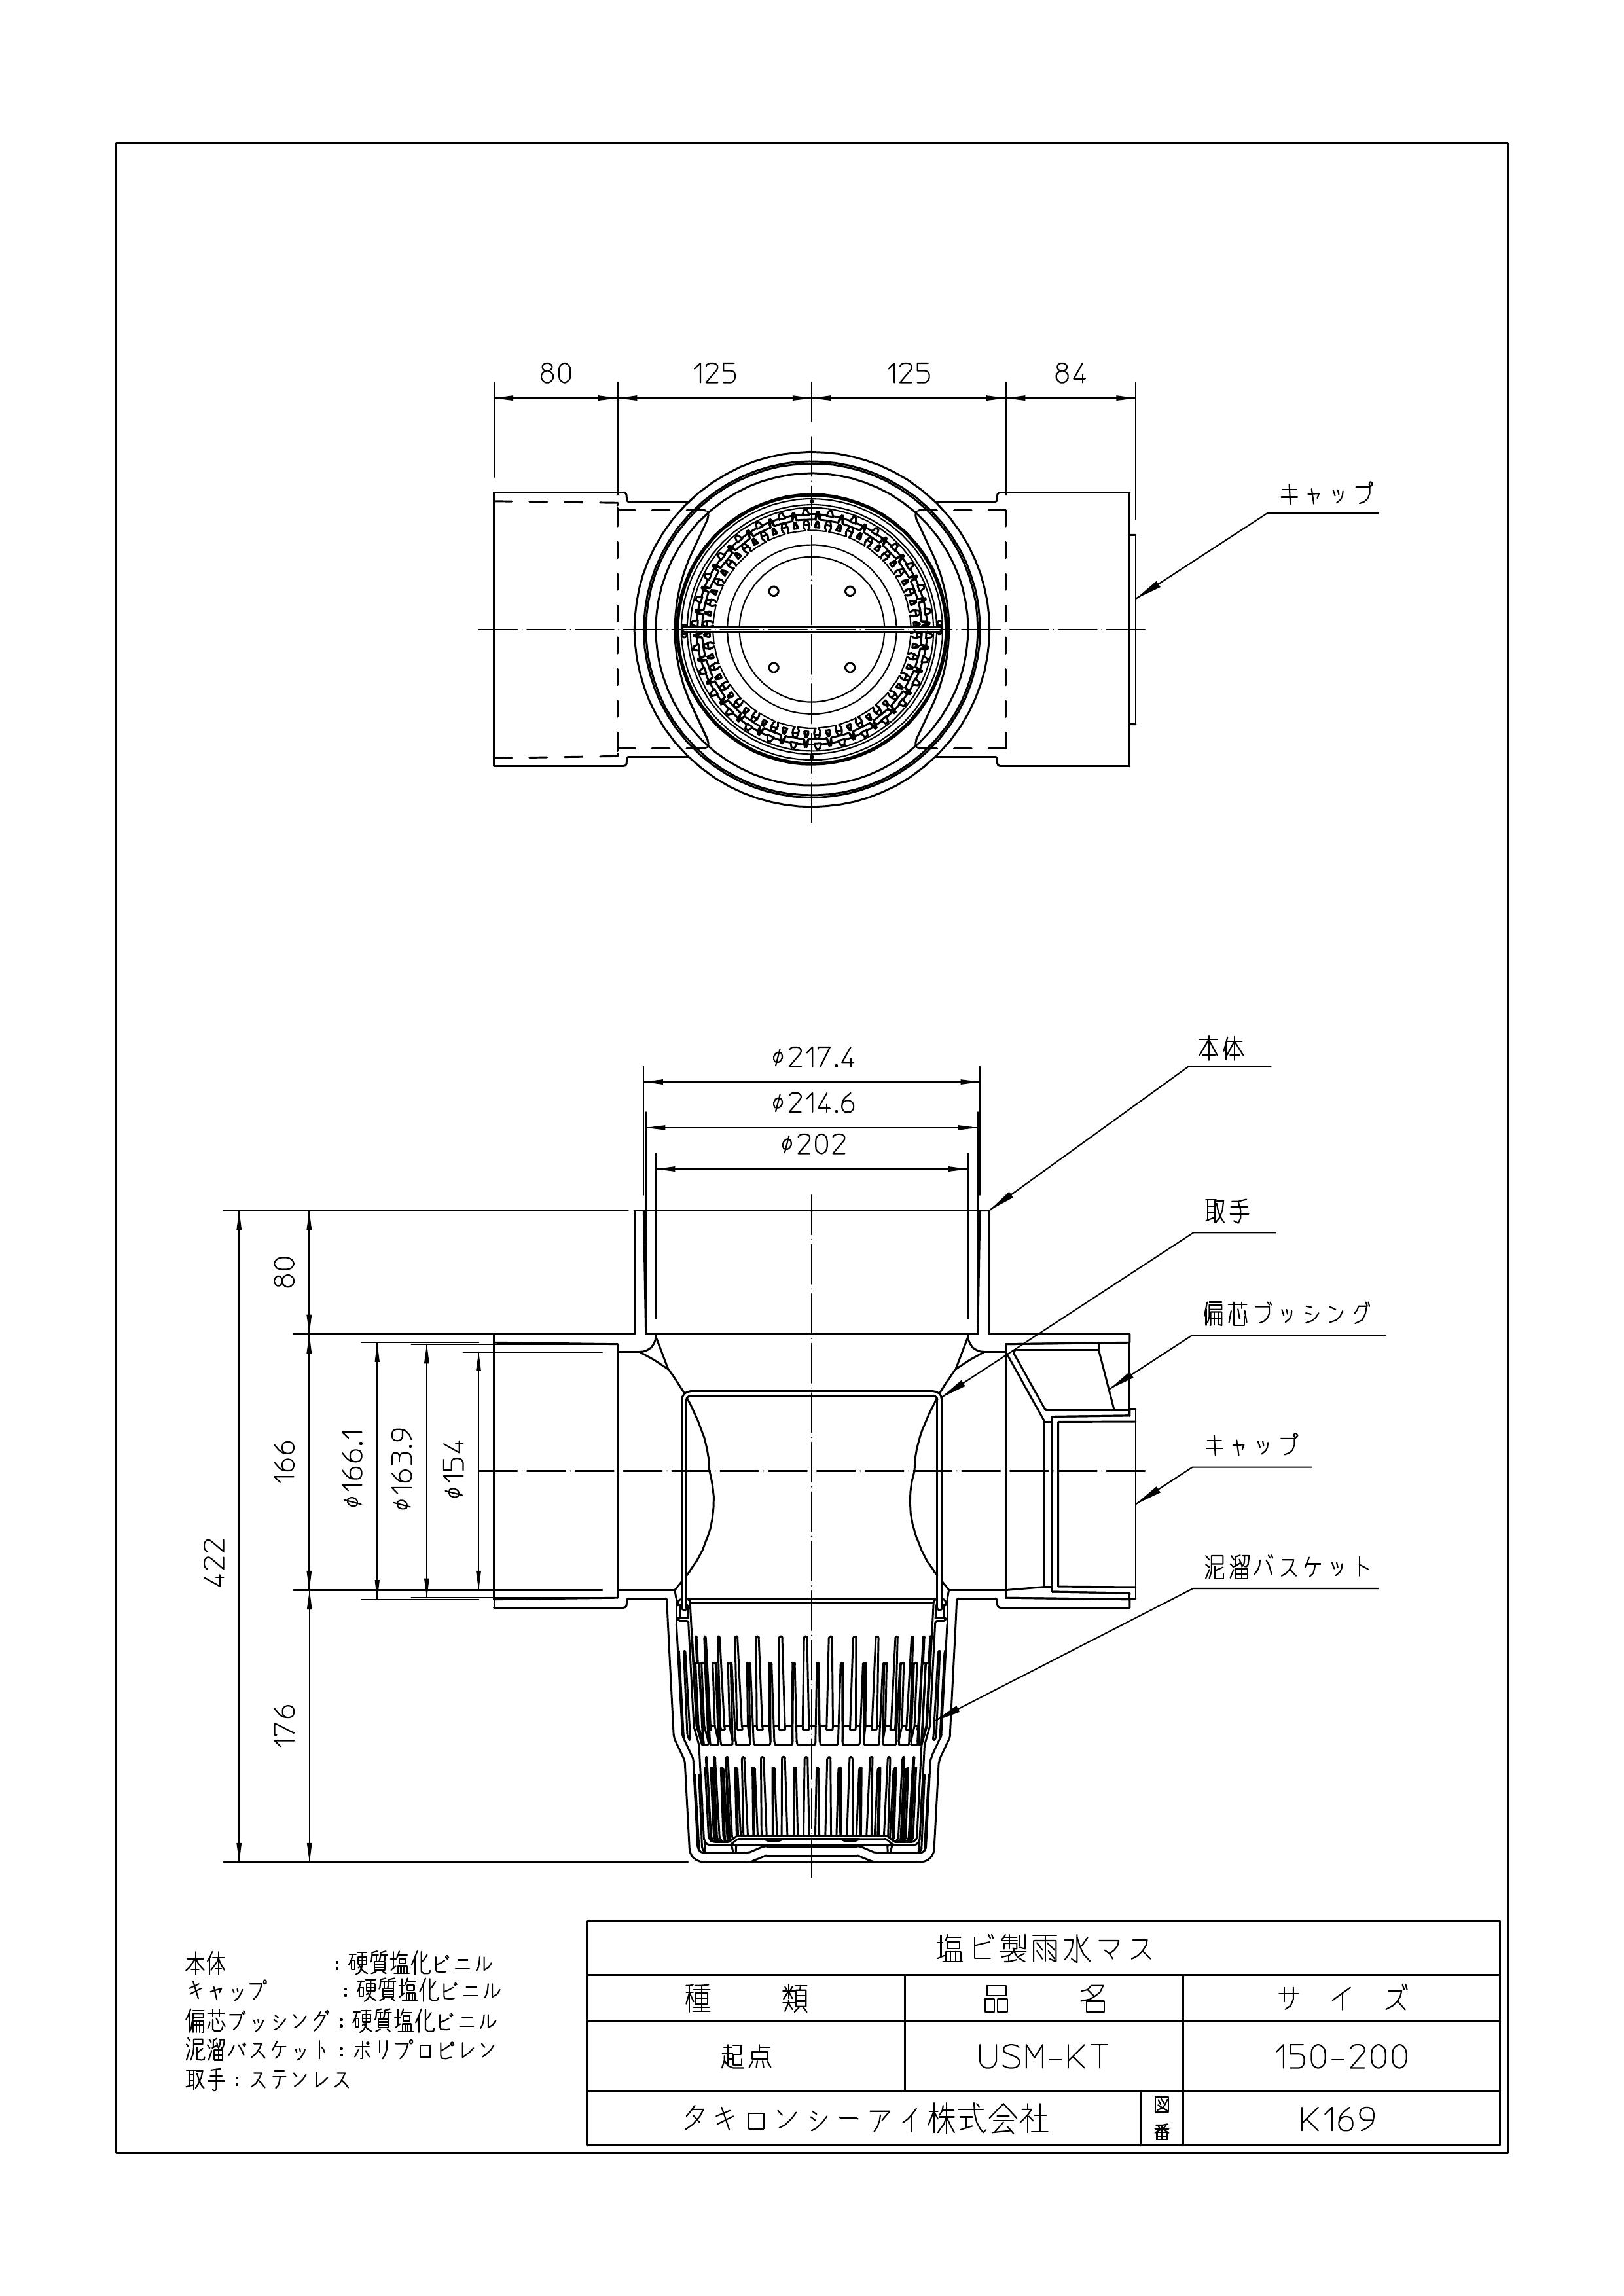 80 125 125 84
キャップ
本体
φ217.4
φ214.6
φ202
取手
偏芯ブッシング
キャップ
泥溜バスケット
80
166
φ166.1
φ163.9
φ154
422
176
本体 : 硬質塩化ビニル
キャップ : 硬質塩化ビニル
偏芯ブッシング : 硬質塩化ビニル
泥溜バスケット : ポリプロピレン
取手 : ステンレス
塩ビ製雨水マス
種類 品名 サイズ
起点 USM-KT 150-200
タキロンシーアイ株式会社 図番 K169